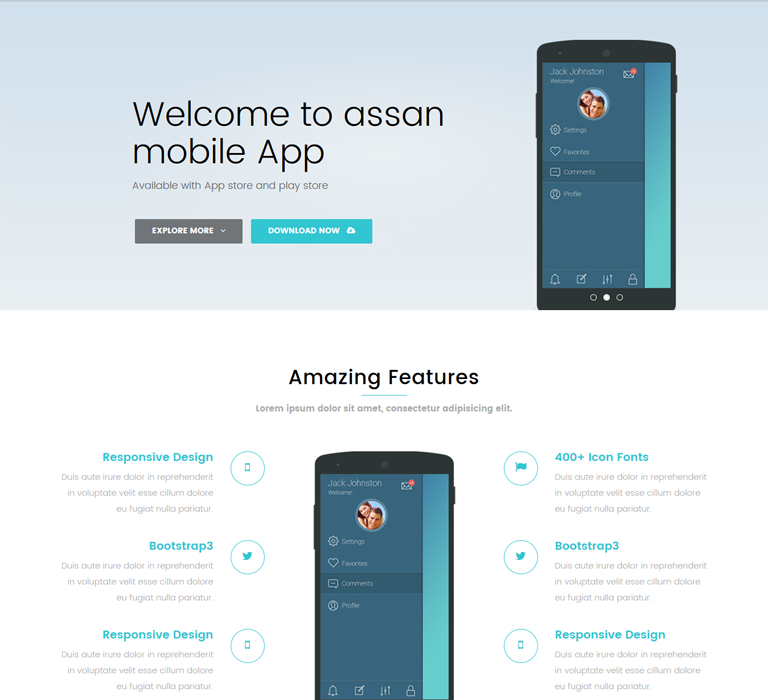 Welcome to assan
mobile App
Available with App store and play store
EXPLORE MORE
DOWNLOAD NOW
Jack Johnston
Welcome!
Settings
Favorites
Comments
Profile
Amazing Features
Lorem ipsum dolor sit amet, consectetur adipisicing elit.
Responsive Design
Duis aute irure dolor in reprehenderit
in voluptate velit esse cillum dolore
eu fugiat nulla pariatur.
Bootstrap3
Duis aute irure dolor in reprehenderit
in voluptate velit esse cillum dolore
eu fugiat nulla pariatur.
Responsive Design
Duis aute irure dolor in reprehenderit
in voluptate velit esse cillum dolore
eu fugiat nulla pariatur.
Jack Johnston
Welcome!
Settings
Favorites
Comments
Profile
400+ Icon Fonts
Duis aute irure dolor in reprehenderit
in voluptate velit esse cillum dolore
eu fugiat nulla pariatur.
Bootstrap3
Duis aute irure dolor in reprehenderit
in voluptate velit esse cillum dolore
eu fugiat nulla pariatur.
Responsive Design
Duis aute irure dolor in reprehenderit
in voluptate velit esse cillum dolore
eu fugiat nulla pariatur.